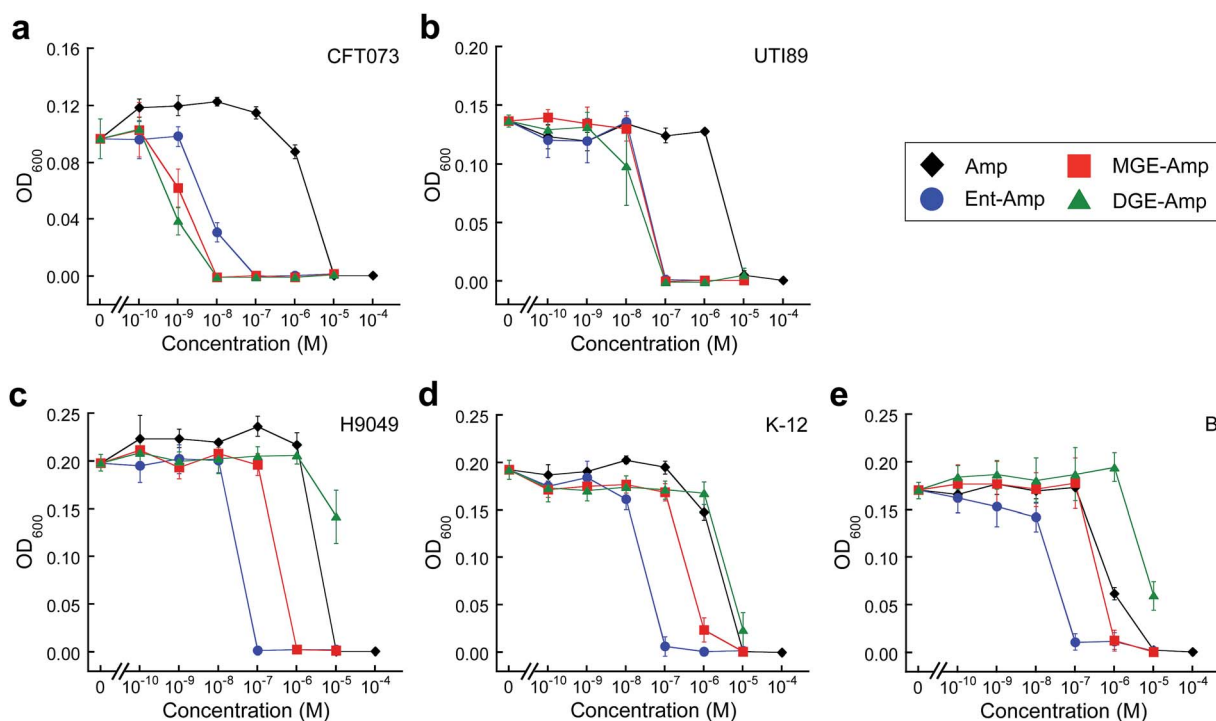 a
CFT073
0.16
0.12
0.08
0.04
0.00
OD600
0 10-10 10-9 10-8 10-7 10-6 10-5 10-4
Concentration (M)
b
UTI89
0.20
0.15
0.10
0.05
0.00
OD600
0 10-10 10-9 10-8 10-7 10-6 10-5 10-4
Concentration (M)
Amp MGE-Amp
Ent-Amp DGE-Amp
c
H9049
0.25
0.20
0.15
0.10
0.05
0.00
OD600
0 10-10 10-9 10-8 10-7 10-6 10-5 10-4
Concentration (M)
d
K-12
0.25
0.20
0.15
0.10
0.05
0.00
OD600
0 10-10 10-9 10-8 10-7 10-6 10-5 10-4
Concentration (M)
e
B
0.25
0.20
0.15
0.10
0.05
0.00
OD600
0 10-10 10-9 10-8 10-7 10-6 10-5 10-4
Concentration (M)